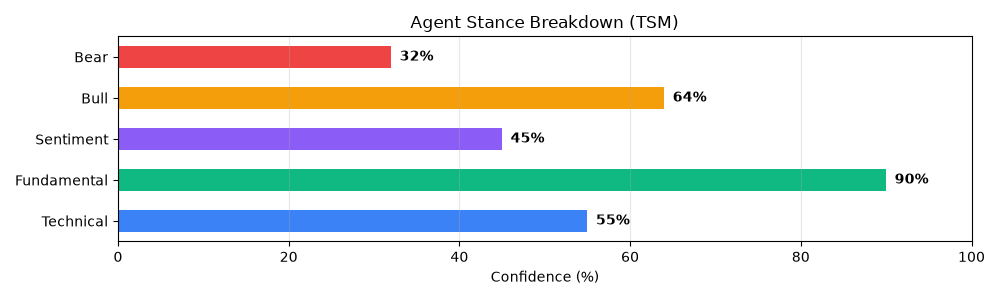 Agent Stance Breakdown (TSM)
Bear
32%
Bull
64%
Sentiment
45%
Fundamental
90%
Technical
55%
0 20 40 60 80 100
Confidence (%)